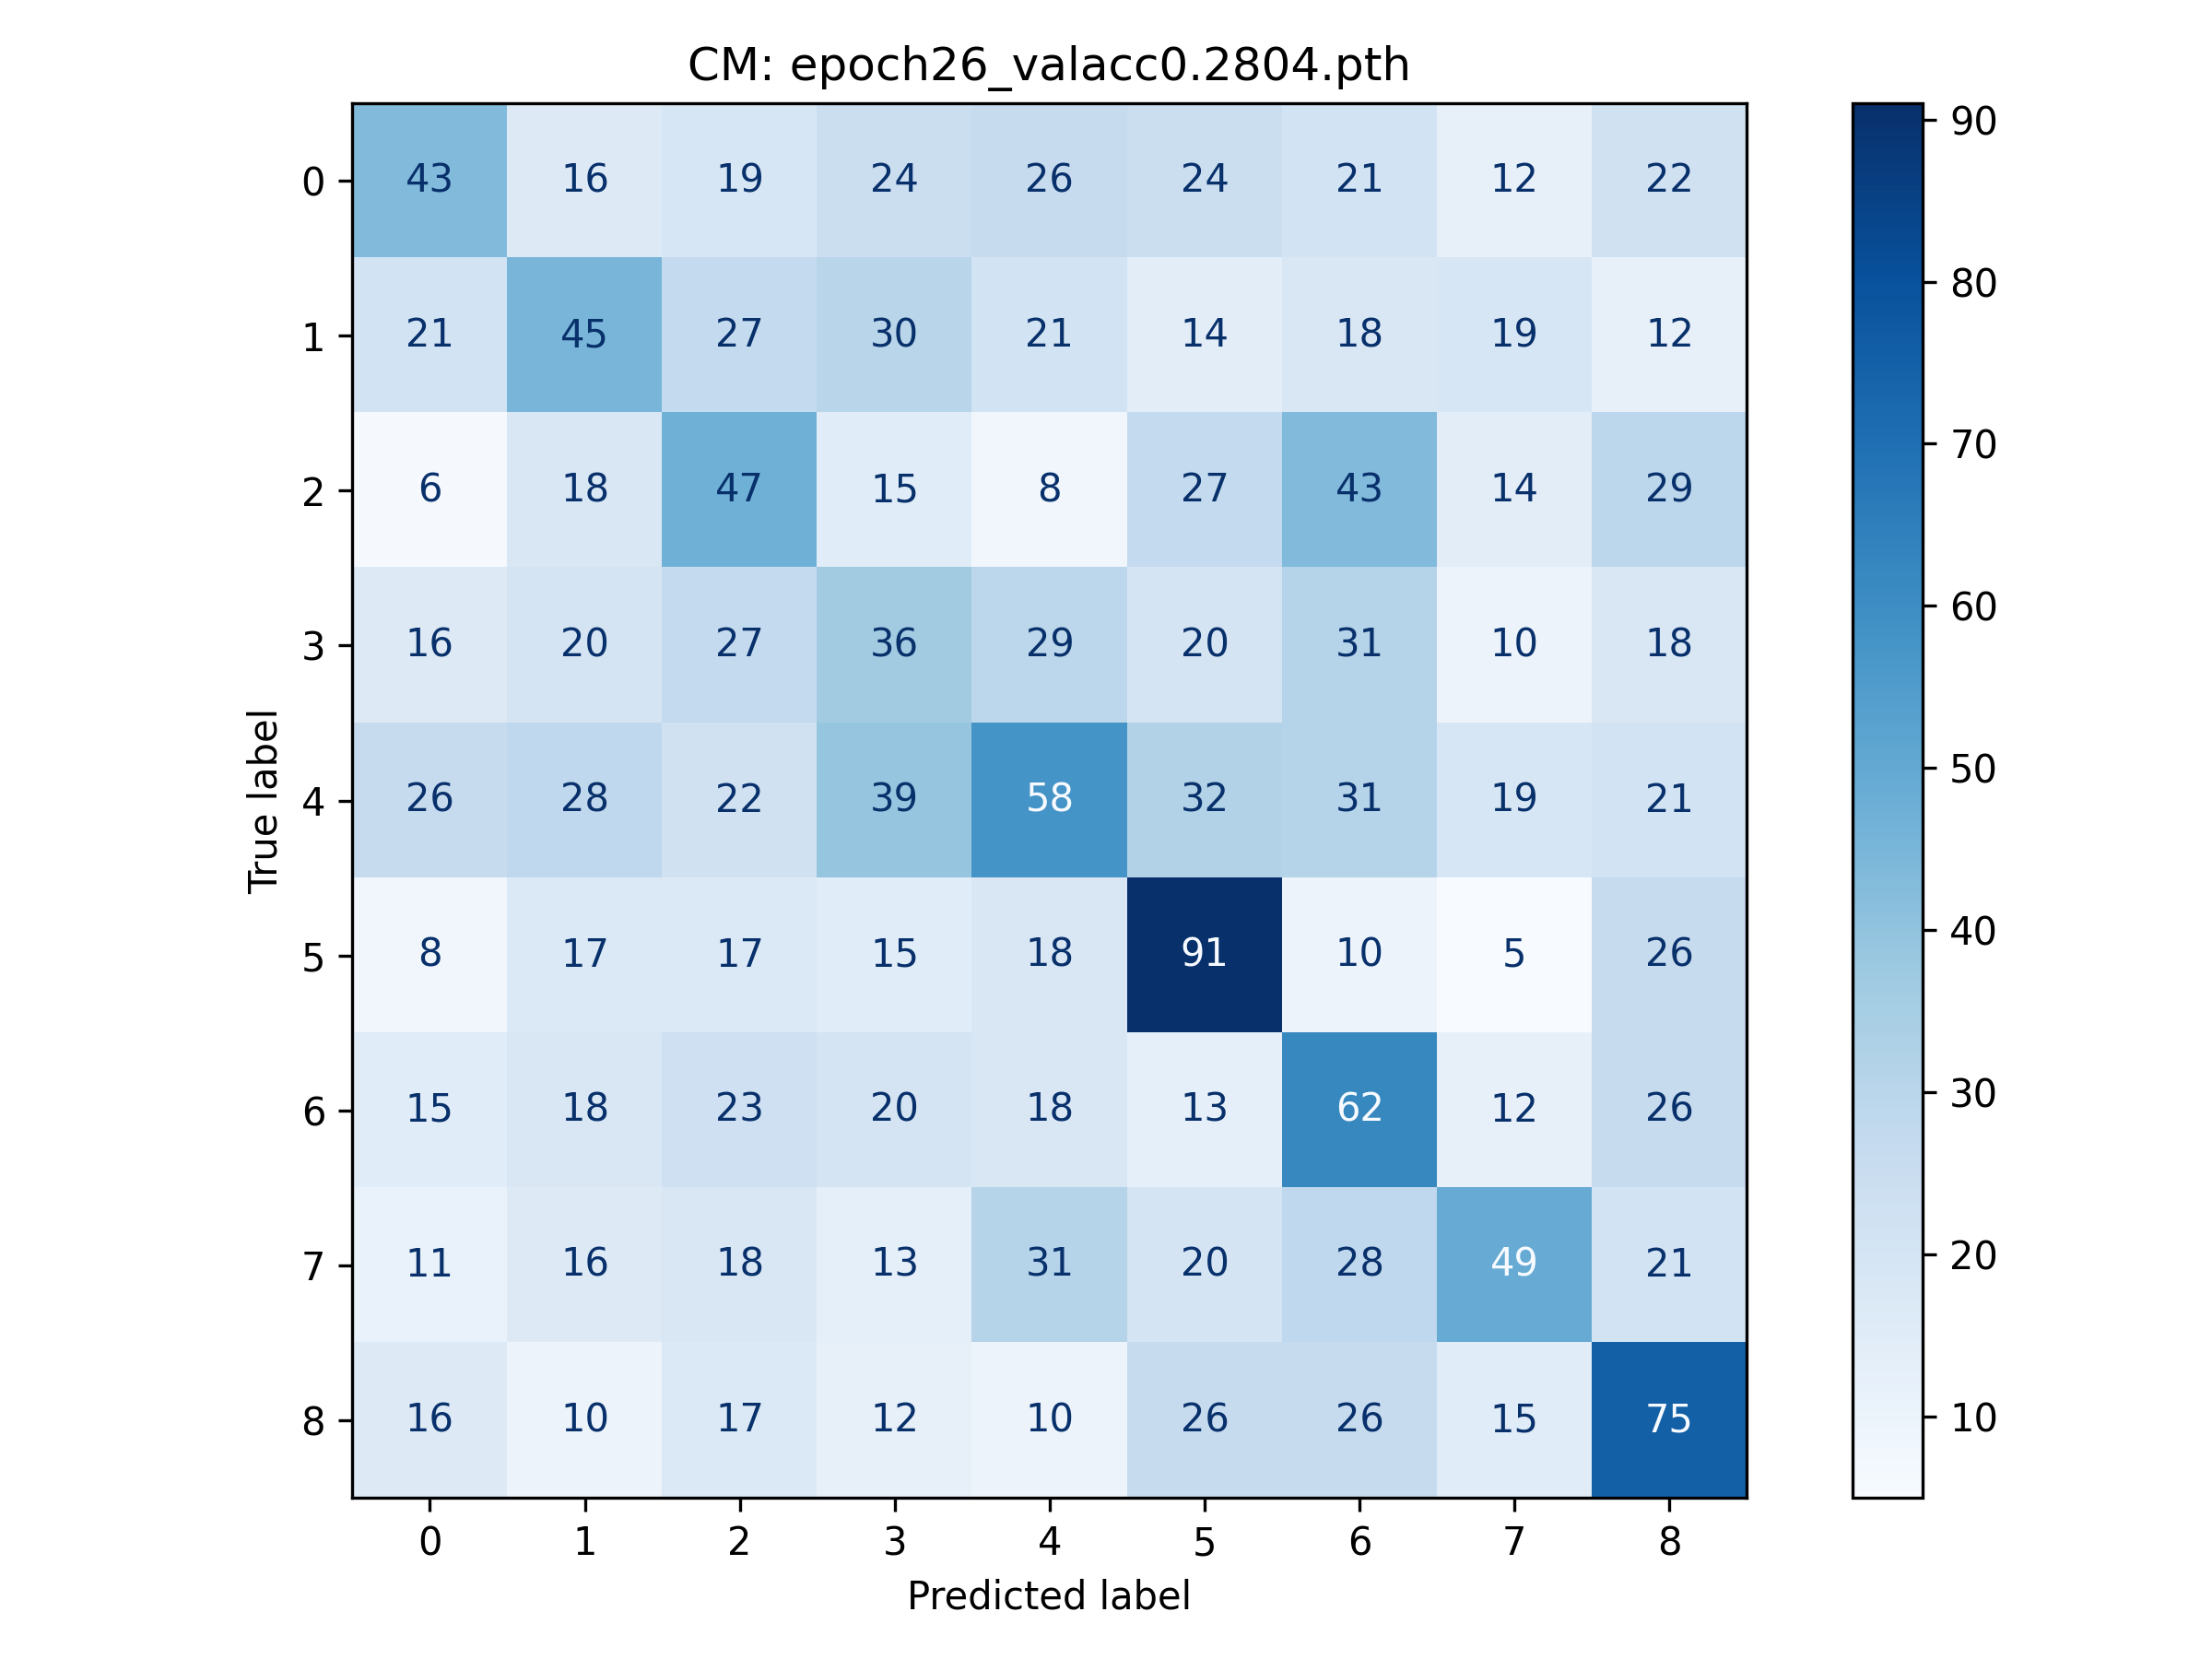 CM: epoch26_valacc0.2804.pth
0 43 16 19 24 26 24 21 12 22
1 21 45 27 30 21 14 18 19 12
2 6 18 47 15 8 27 43 14 29
3 16 20 27 36 29 20 31 10 18
4 26 28 22 39 58 32 31 19 21
5 8 17 17 15 18 91 10 5 26
6 15 18 23 20 18 13 62 12 26
7 11 16 18 13 31 20 28 49 21
8 16 10 17 12 10 26 26 15 75
0 1 2 3 4 5 6 7 8
Predicted label
True label
90
80
70
60
50
40
30
20
10